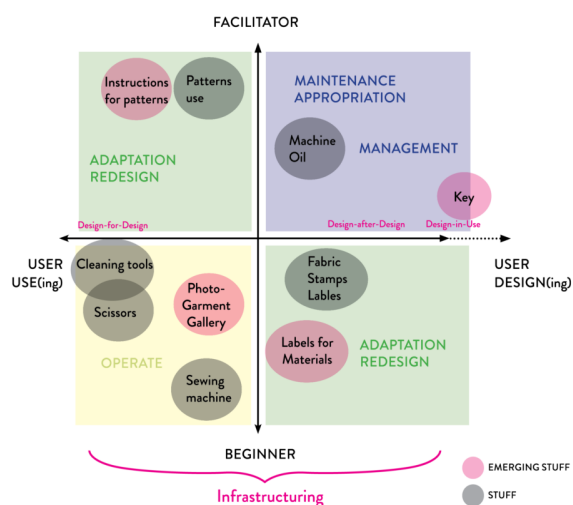 FACILITATOR
Instructions
for patterns
Patterns
use
MAINTENANCE
APPROPRIATION
Machine
Oil
MANAGEMENT
ADAPTATION
REDESIGN
Key
Design-for-Design
Design-after-Design
Design-in-Use
USER
USE(ing)
USER
DESIGN(ing)
Cleaning tools
Scissors
Photo-
Garment
Gallery
Fabric
Stamps
Lables
Labels for
Materials
ADAPTATION
REDESIGN
OPERATE
Sewing
machine
BEGINNER
Infrastructuring
EMERGING STUFF
STUFF